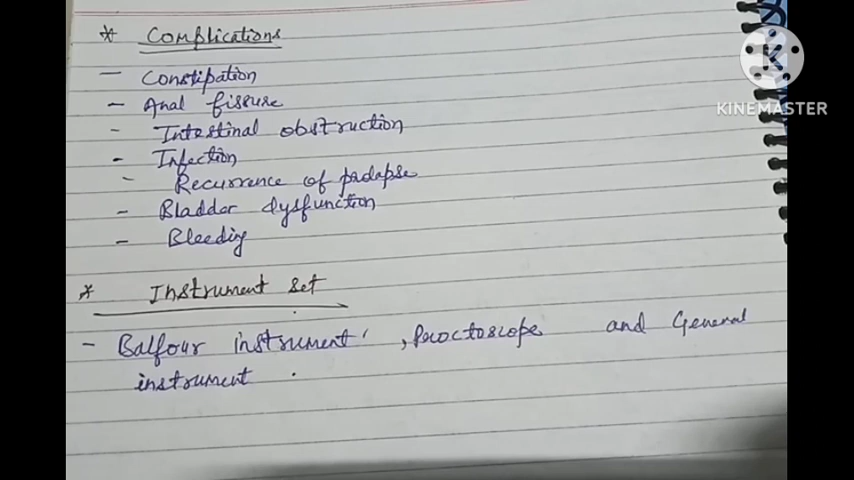 * Complications
- Constipation
- Anal fissure
- Intestinal obstruction
- Infection
- Recurrence of prolapse
- Bladder dysfunction
- Bleeding
* Instrument set
- Balfour instrument, Proctoscope and General
instrument.
KINEMASTER